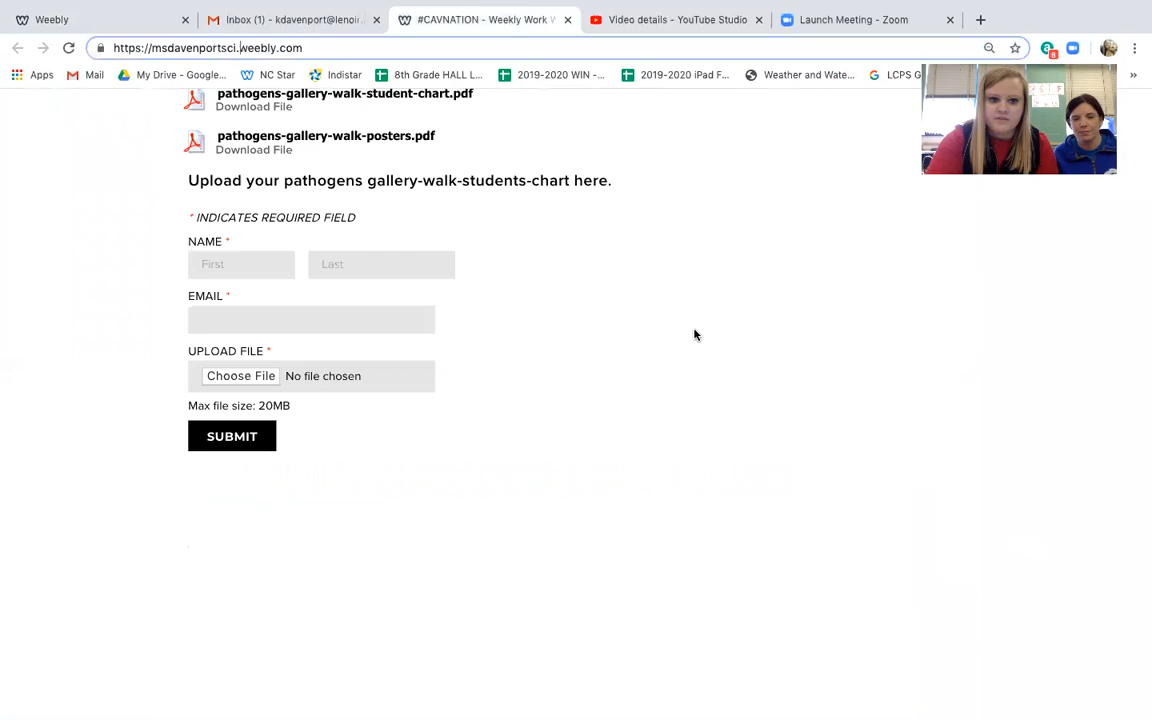 Weebly
Inbox (1) - kdavenport@lenoir
#CAVNATION - Weekly Work W
Video details - YouTube Studio
Launch Meeting - Zoom
https://msdavenportsci.weebly.com
8
Apps
Mail
My Drive - Google...
NC Star
Indistar
8th Grade HALL L...
2019-2020 WIN -...
2019-2020 iPad F...
Weather and Wate...
LCPS G
pathogens-gallery-walk-student-chart.pdf
Download File
pathogens-gallery-walk-posters.pdf
Download File
Upload your pathogens gallery-walk-students-chart here.
* INDICATES REQUIRED FIELD
NAME *
First Last
EMAIL *
UPLOAD FILE *
Choose File No file chosen
Max file size: 20MB
SUBMIT